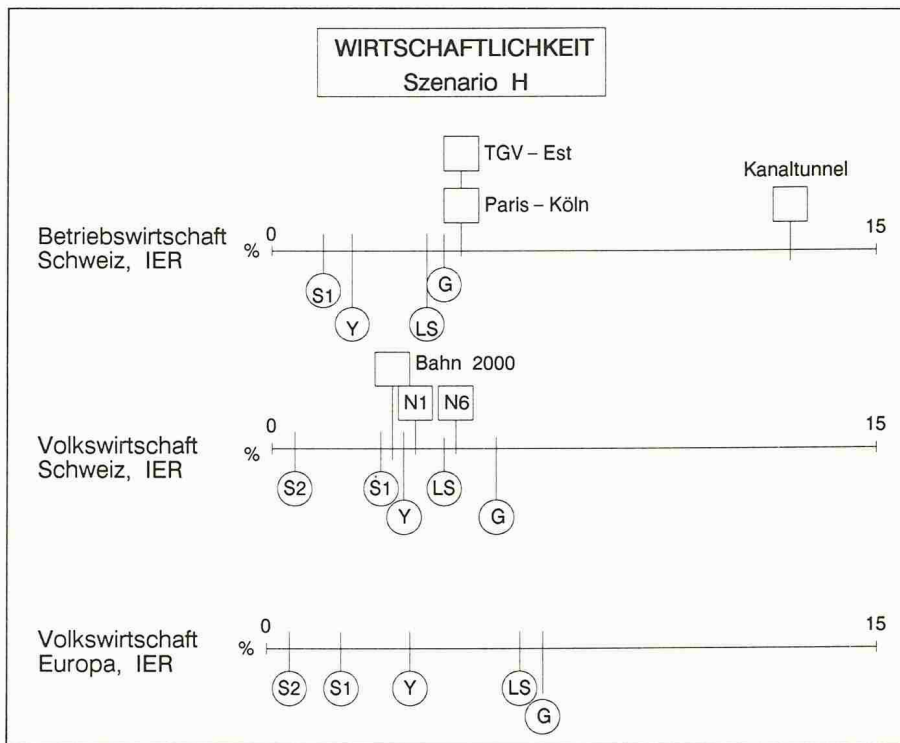 WIRTSCHAFTLICHKEIT
Szenario H
TGV – Est
Kanaltunnel
Paris – Köln
Betriebswirtschaft
Schweiz, IER
% 0 15
S1
G
Y LS
Bahn 2000
N1 N6
Volkswirtschaft
Schweiz, IER
% 0 15
S2 S1 LS
Y G
Volkswirtschaft
Europa, IER
% 0 15
S2 S1 Y LS
G